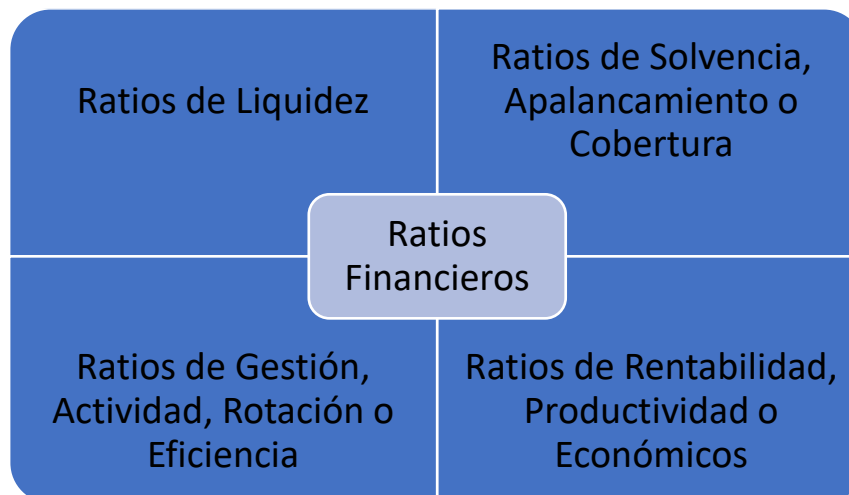 Ratios de Liquidez
Ratios de Solvencia,
Apalancamiento o
Cobertura
Ratios
Financieros
Ratios de Gestión,
Actividad, Rotación o
Eficiencia
Ratios de Rentabilidad,
Productividad o
Económicos